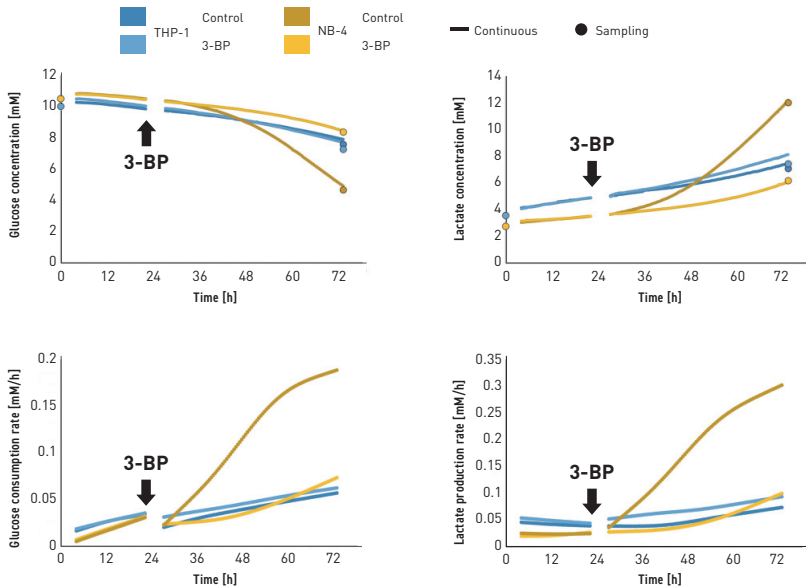 THP-1 Control
3-BP
NB-4 Control
3-BP
Continuous
Sampling
Glucose concentration [mM]
12
10
8
6
4
2
0
3-BP
0 12 24 36 48 60 72
Time [h]
Lactate concentration [mM]
14
12
10
8
6
4
2
0
3-BP
0 12 24 36 48 60 72
Time [h]
Glucose consumption rate [mM/h]
0.2
0.15
0.1
0.05
0
3-BP
0 12 24 36 48 60 72
Time [h]
Lactate production rate [mM/h]
0.35
0.3
0.25
0.2
0.15
0.1
0.05
0
3-BP
0 12 24 36 48 60 72
Time [h]